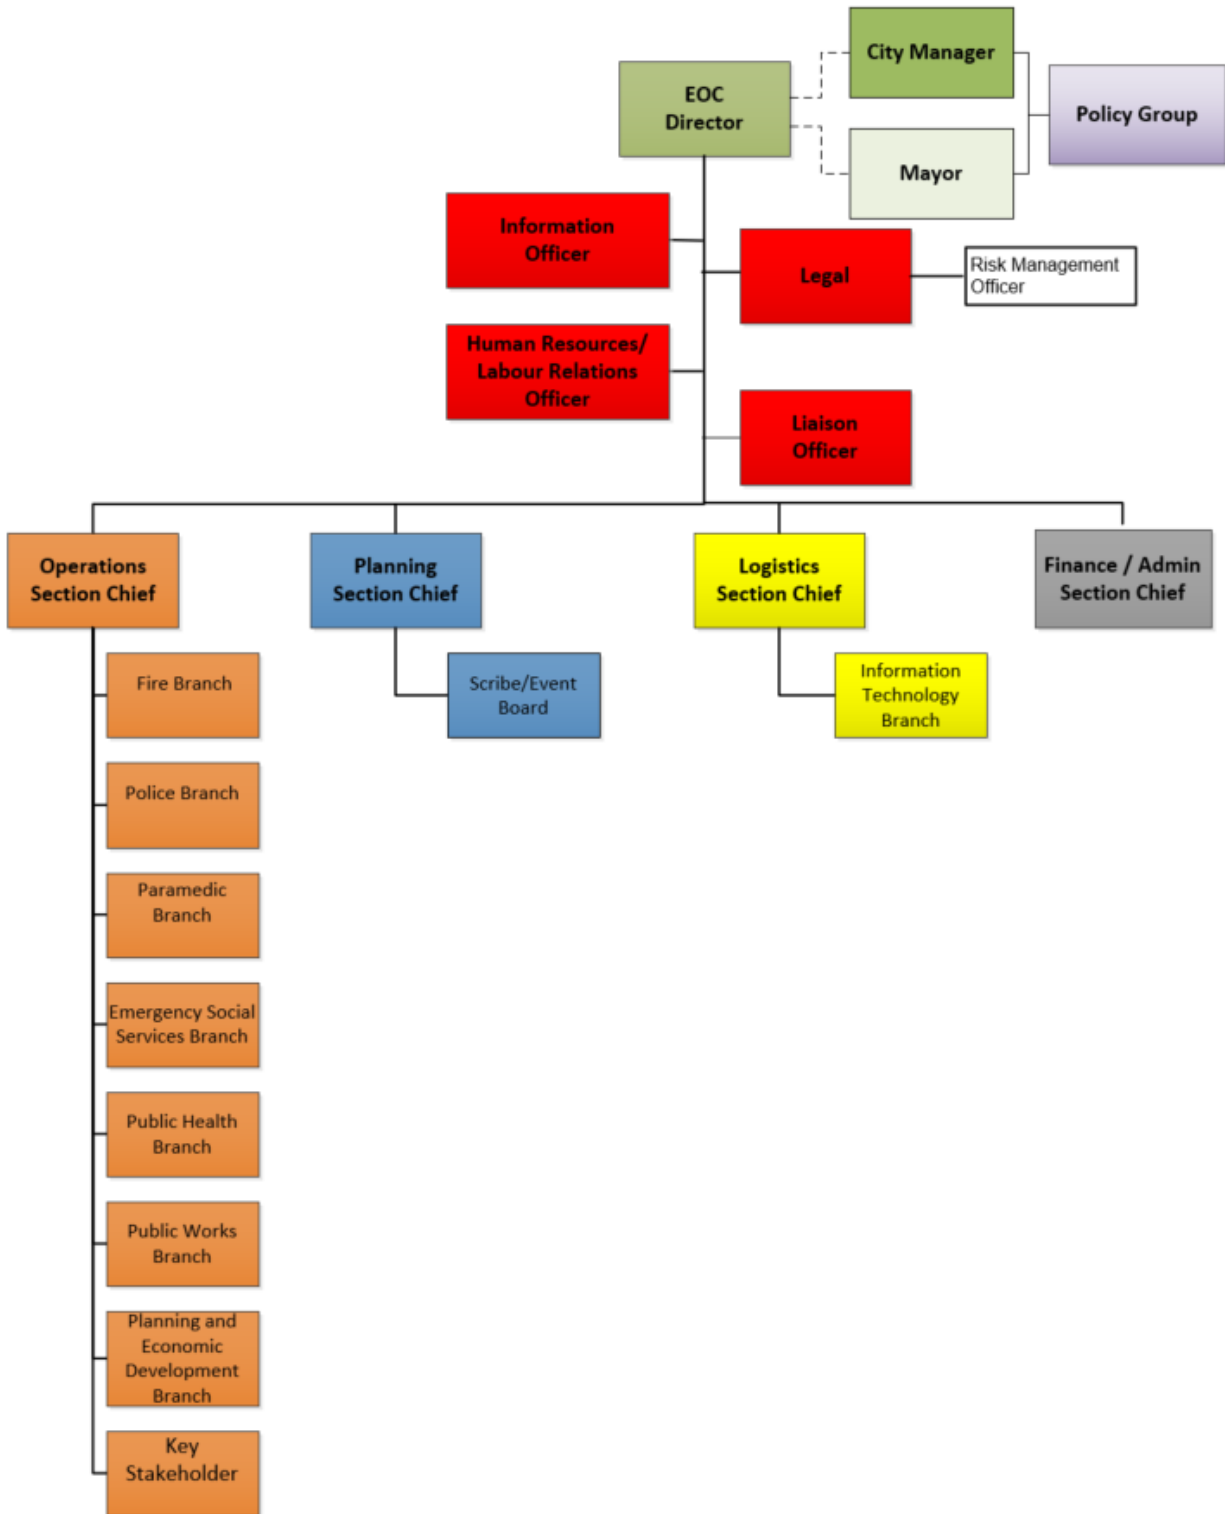 City Manager
EOC
Director
Policy Group
Mayor
Information
Officer
Legal
Risk Management
Officer
Human Resources/
Labour Relations
Officer
Liaison
Officer
Operations
Section Chief
Planning
Section Chief
Logistics
Section Chief
Finance / Admin
Section Chief
Fire Branch
Scribe/Event
Board
Information
Technology
Branch
Police Branch
Paramedic
Branch
Emergency Social
Services Branch
Public Health
Branch
Public Works
Branch
Planning and
Economic
Development
Branch
Key
Stakeholder